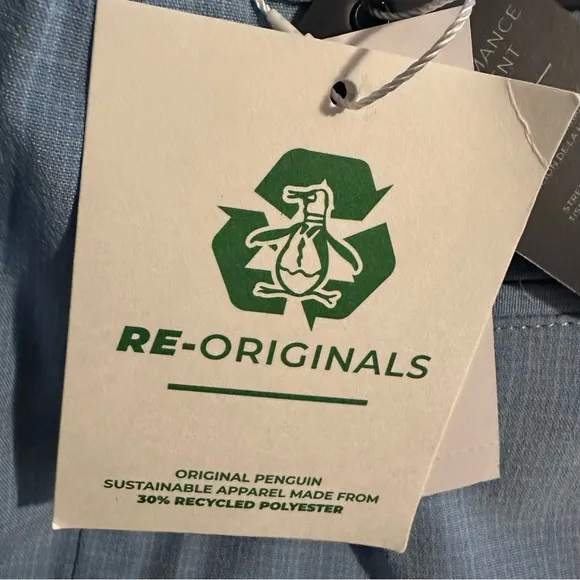 RE-ORIGINALS
ORIGINAL PENGUIN
SUSTAINABLE APPAREL MADE FROM
30% RECYCLED POLYESTER